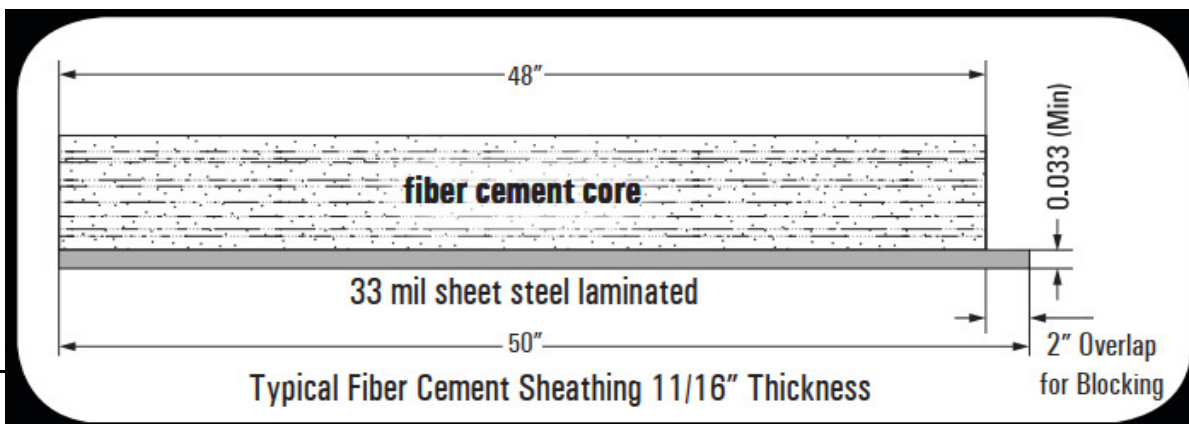 48”
0.033 (Min)
fiber cement core
33 mil sheet steel laminated
50”
2” Overlap
for Blocking
Typical Fiber Cement Sheathing 11/16” Thickness